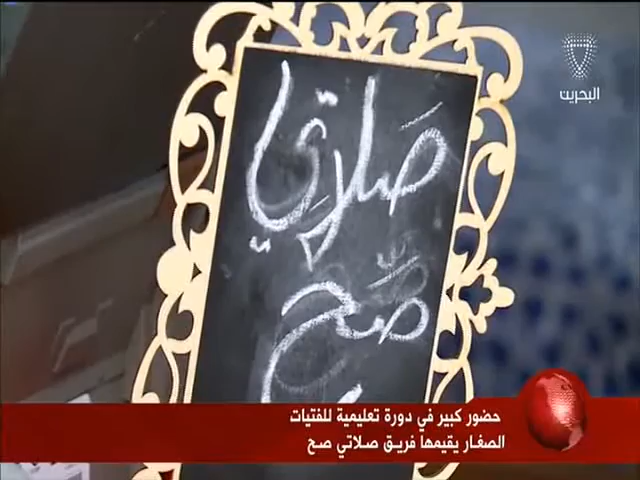 البحرين
صلاتي
صح
حضور كبير في دورة تعليمية للفتيات
الصغار يقيمها فريق صلاتي صح